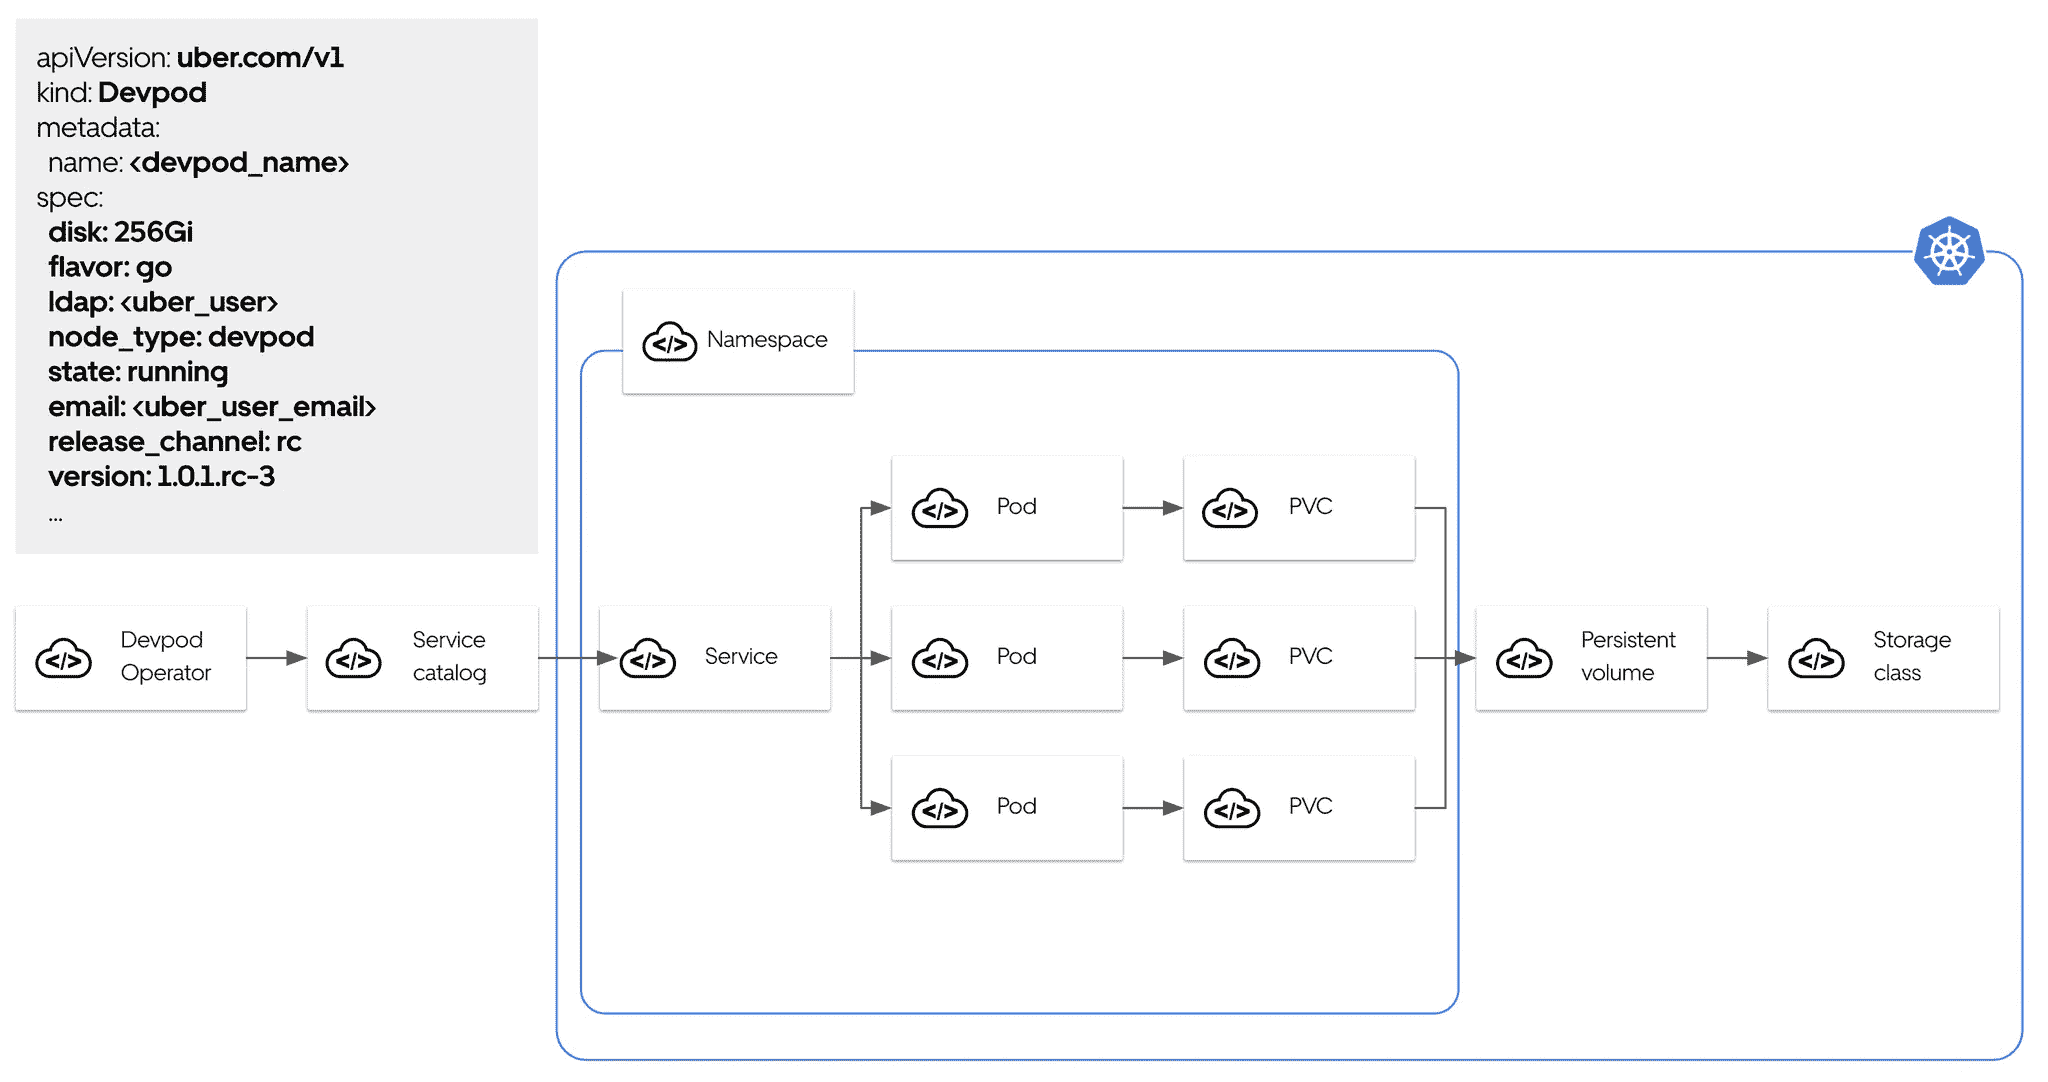 apiVersion: uber.com/v1
kind: Devpod
metadata:
name: <devpod_name>
spec:
disk: 256Gi
flavor: go
ldap: <uber_user>
node_type: devpod
state: running
email: <uber_user_email>
release_channel: rc
version: 1.0.1.rc-3
...
Namespace
Pod
PVC
Devpod
Operator
Service
catalog
Service
Pod
PVC
Persistent
volume
Storage
class
Pod
PVC